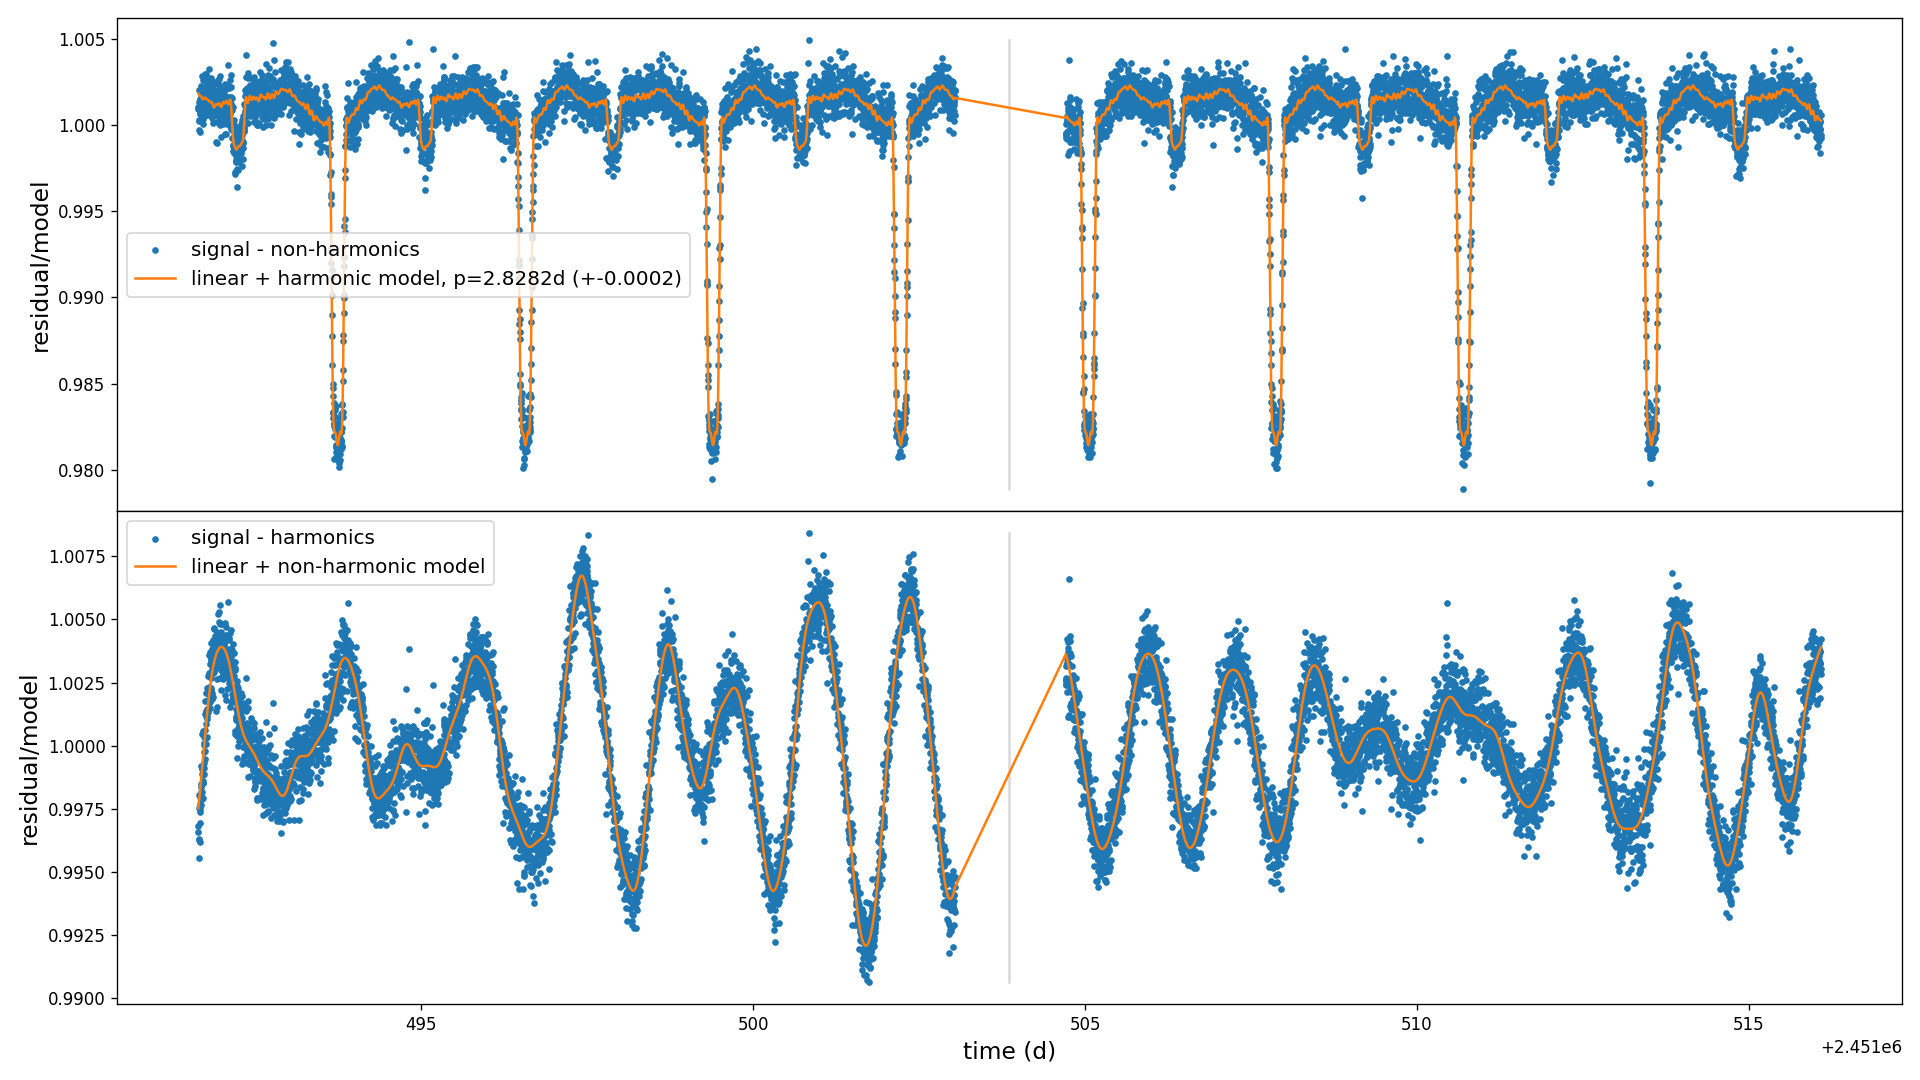 1.005
1.000
0.995
0.990
0.985
0.980
residual/model
signal - non-harmonics
linear + harmonic model, p=2.8282d (+-0.0002)
signal - harmonics
linear + non-harmonic model
1.0075
1.0050
1.0025
1.0000
0.9975
0.9950
0.9925
0.9900
residual/model
495
500
505
510
515
time (d)
+2.451e6